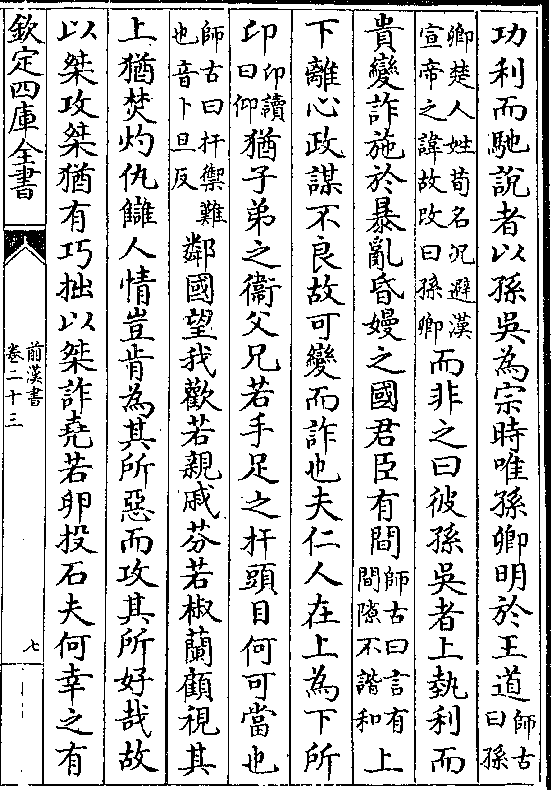 功利而馳說者以孫吳為宗時唯孫卿明於王道師古曰孫
卿楚人姓荀名況避漢宣帝之諱故改曰孫卿而非之曰彼孫吳者上埶利而
貴變詐施於暴亂昏嫚之國君臣有間師古曰言有間隙不諧和上
下離心政謀不良故可變而詐也夫仁人在上為下所
卬卬讀曰仰猶子弟之衞父兄若手足之扞頭目何可當也
師古曰扞禦難也音卜旦反鄰國望我歡若親戚芬若椒蘭顧視其
上猶焚灼仇讎人情豈肯為其所惡而攻其所好哉故
以桀攻桀猶有巧拙以桀詐堯若卵投石夫何幸之有
欽定四庫全書
前漢書
卷二十三
七